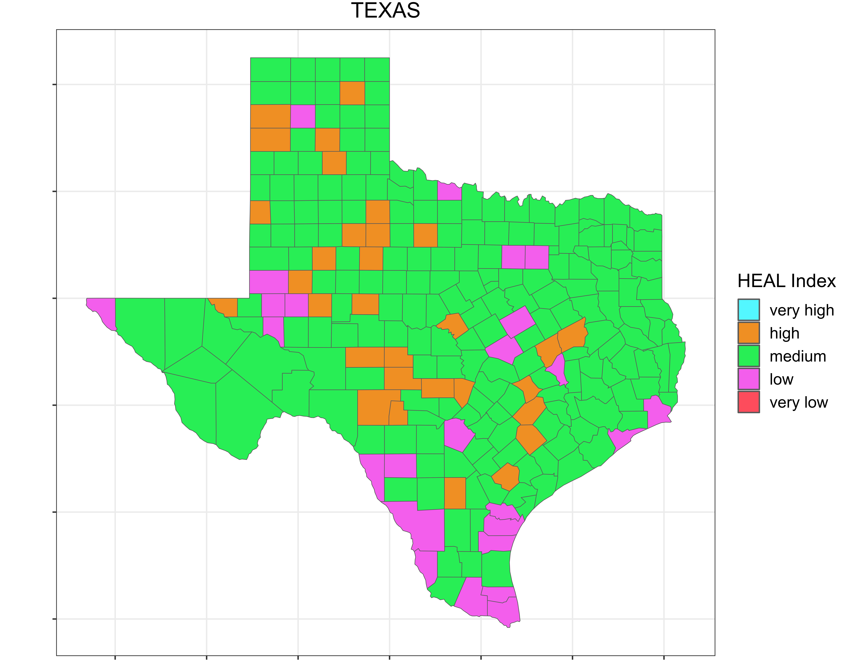 TEXAS
HEAL Index
very high
high
medium
low
very low